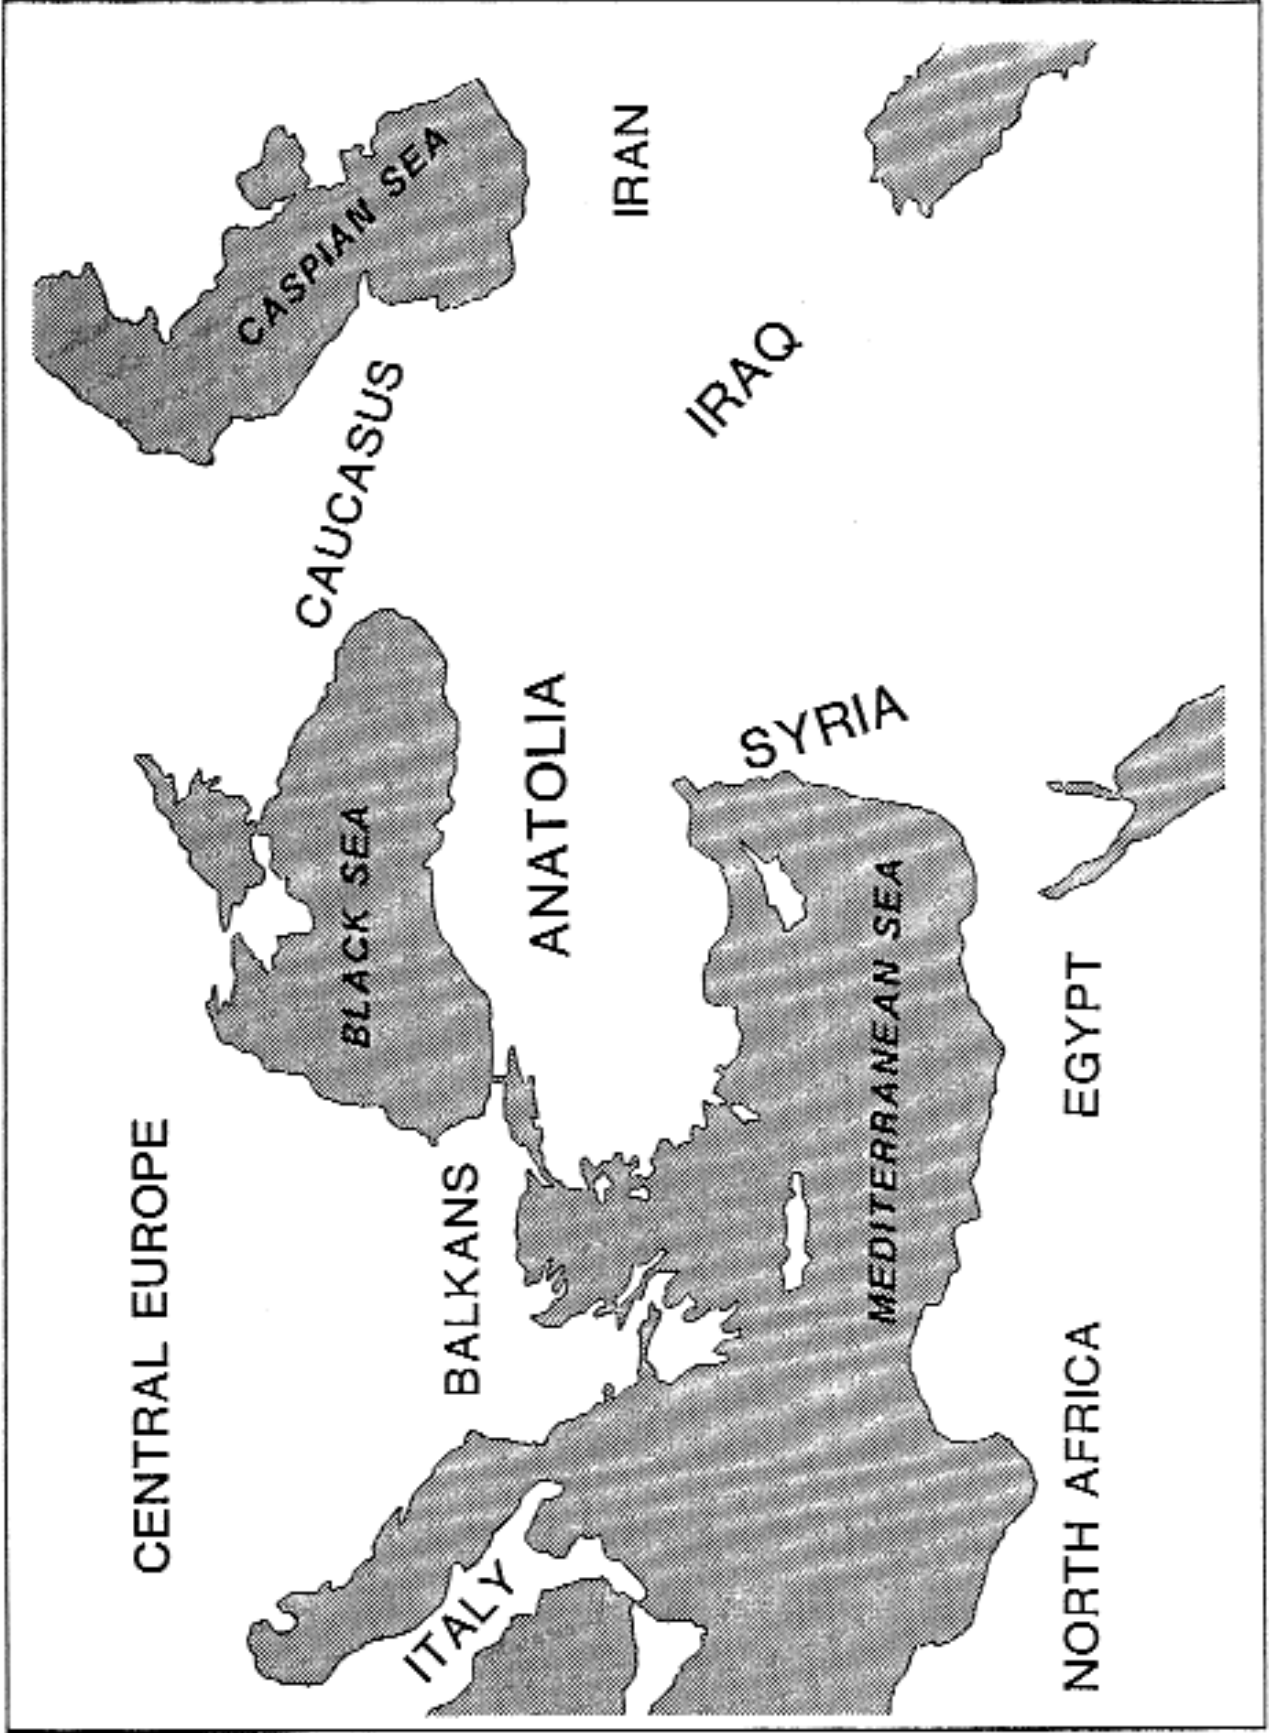 CENTRAL EUROPE
CASPIAN SEA
CAUCASUS
BLACK SEA
BALKANS
ITALY
ANATOLIA
IRAN
IRAQ
SYRIA
MEDITERRANEAN SEA
NORTH AFRICA
EGYPT